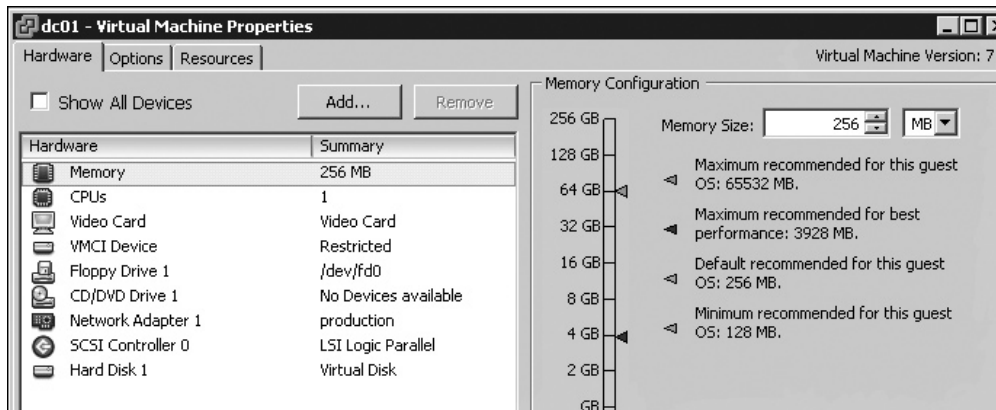 dc01 - Virtual Machine Properties
Hardware Options Resources
Virtual Machine Version: 7
Show All Devices
Add...
Remove
Hardware Summary
Memory 256 MB
CPUs 1
Video Card Video Card
VMCI Device Restricted
Floppy Drive 1 /dev/fd0
CD/DVD Drive 1 No Devices available
Network Adapter 1 production
SCSI Controller 0 LSI Logic Parallel
Hard Disk 1 Virtual Disk
Memory Configuration
256 GB
128 GB
64 GB
32 GB
16 GB
8 GB
4 GB
2 GB
GB
Memory Size: 256 MB
Maximum recommended for this guest
OS: 65532 MB.
Maximum recommended for best
performance: 3928 MB.
Default recommended for this guest
OS: 256 MB.
Minimum recommended for this guest
OS: 128 MB.